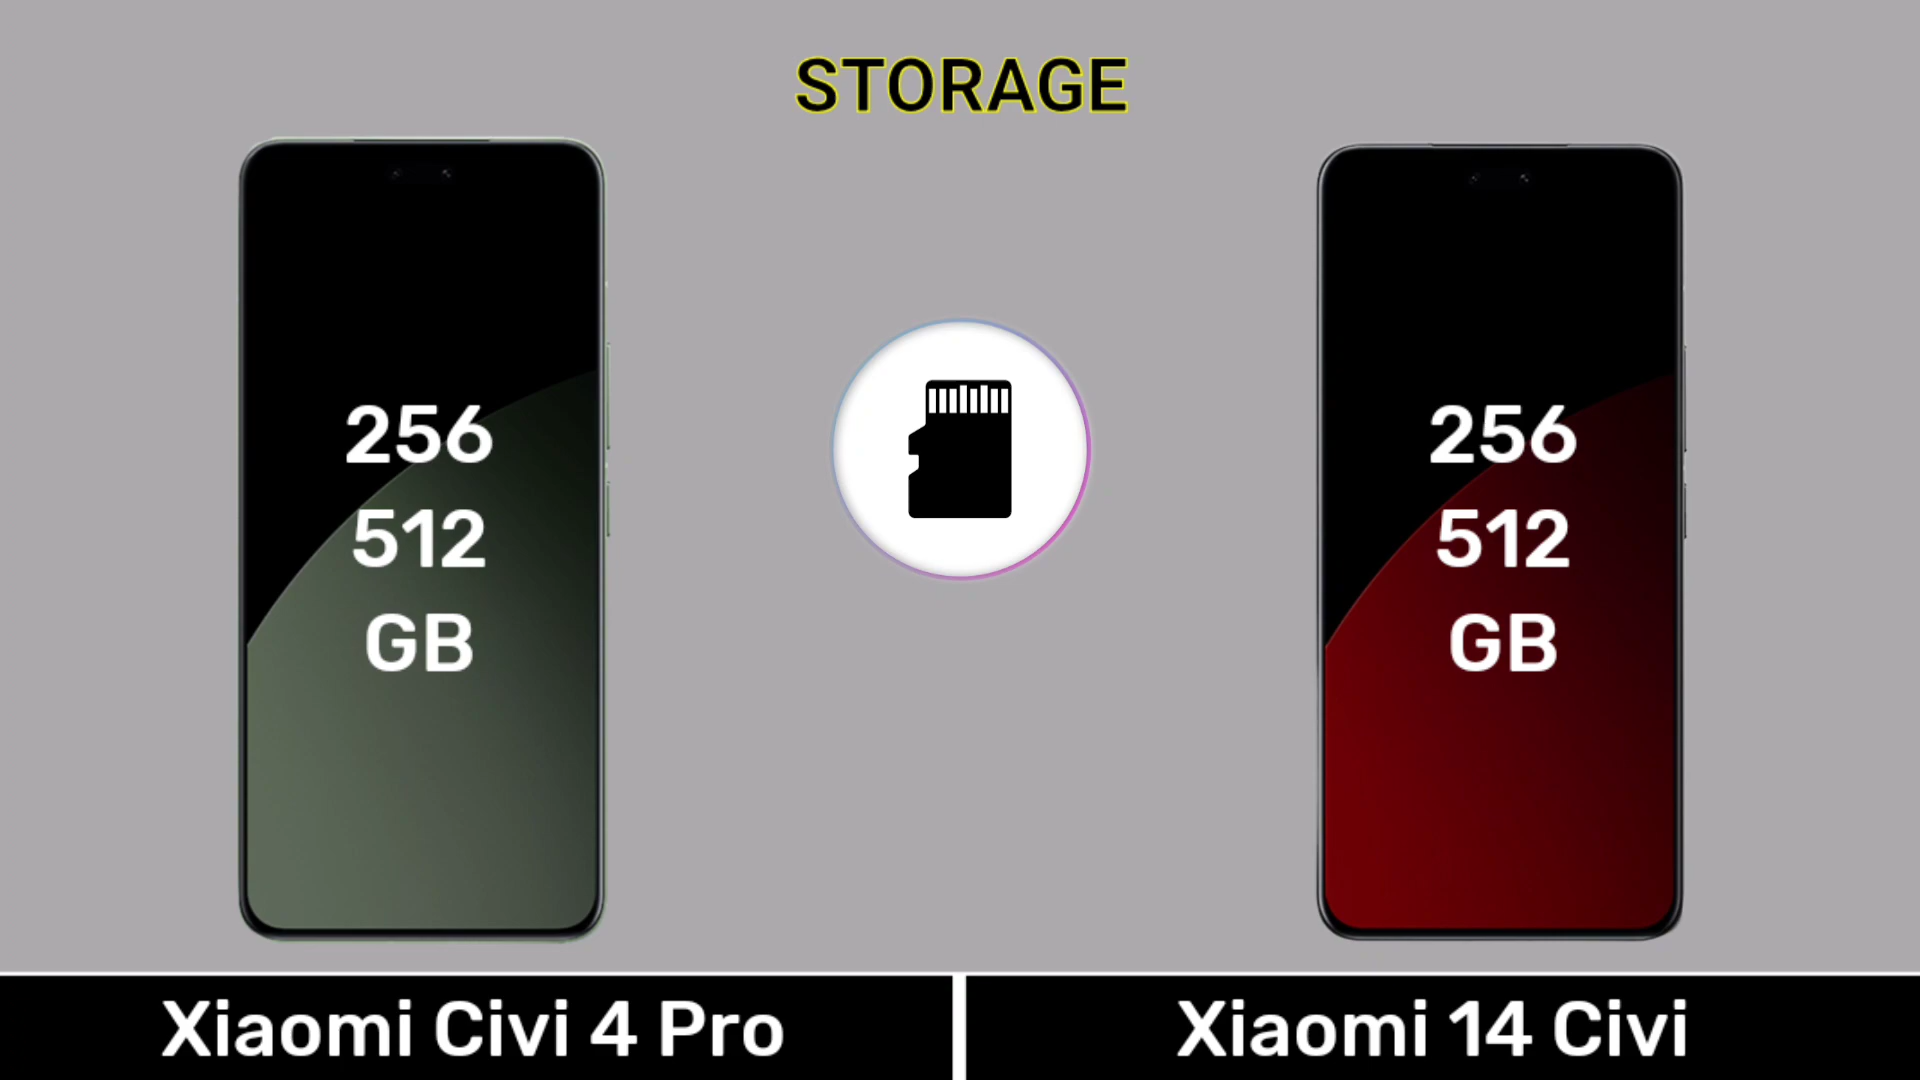 STORAGE
256
512
GB
256
512
GB
Xiaomi Civi 4 Pro
Xiaomi 14 Civi